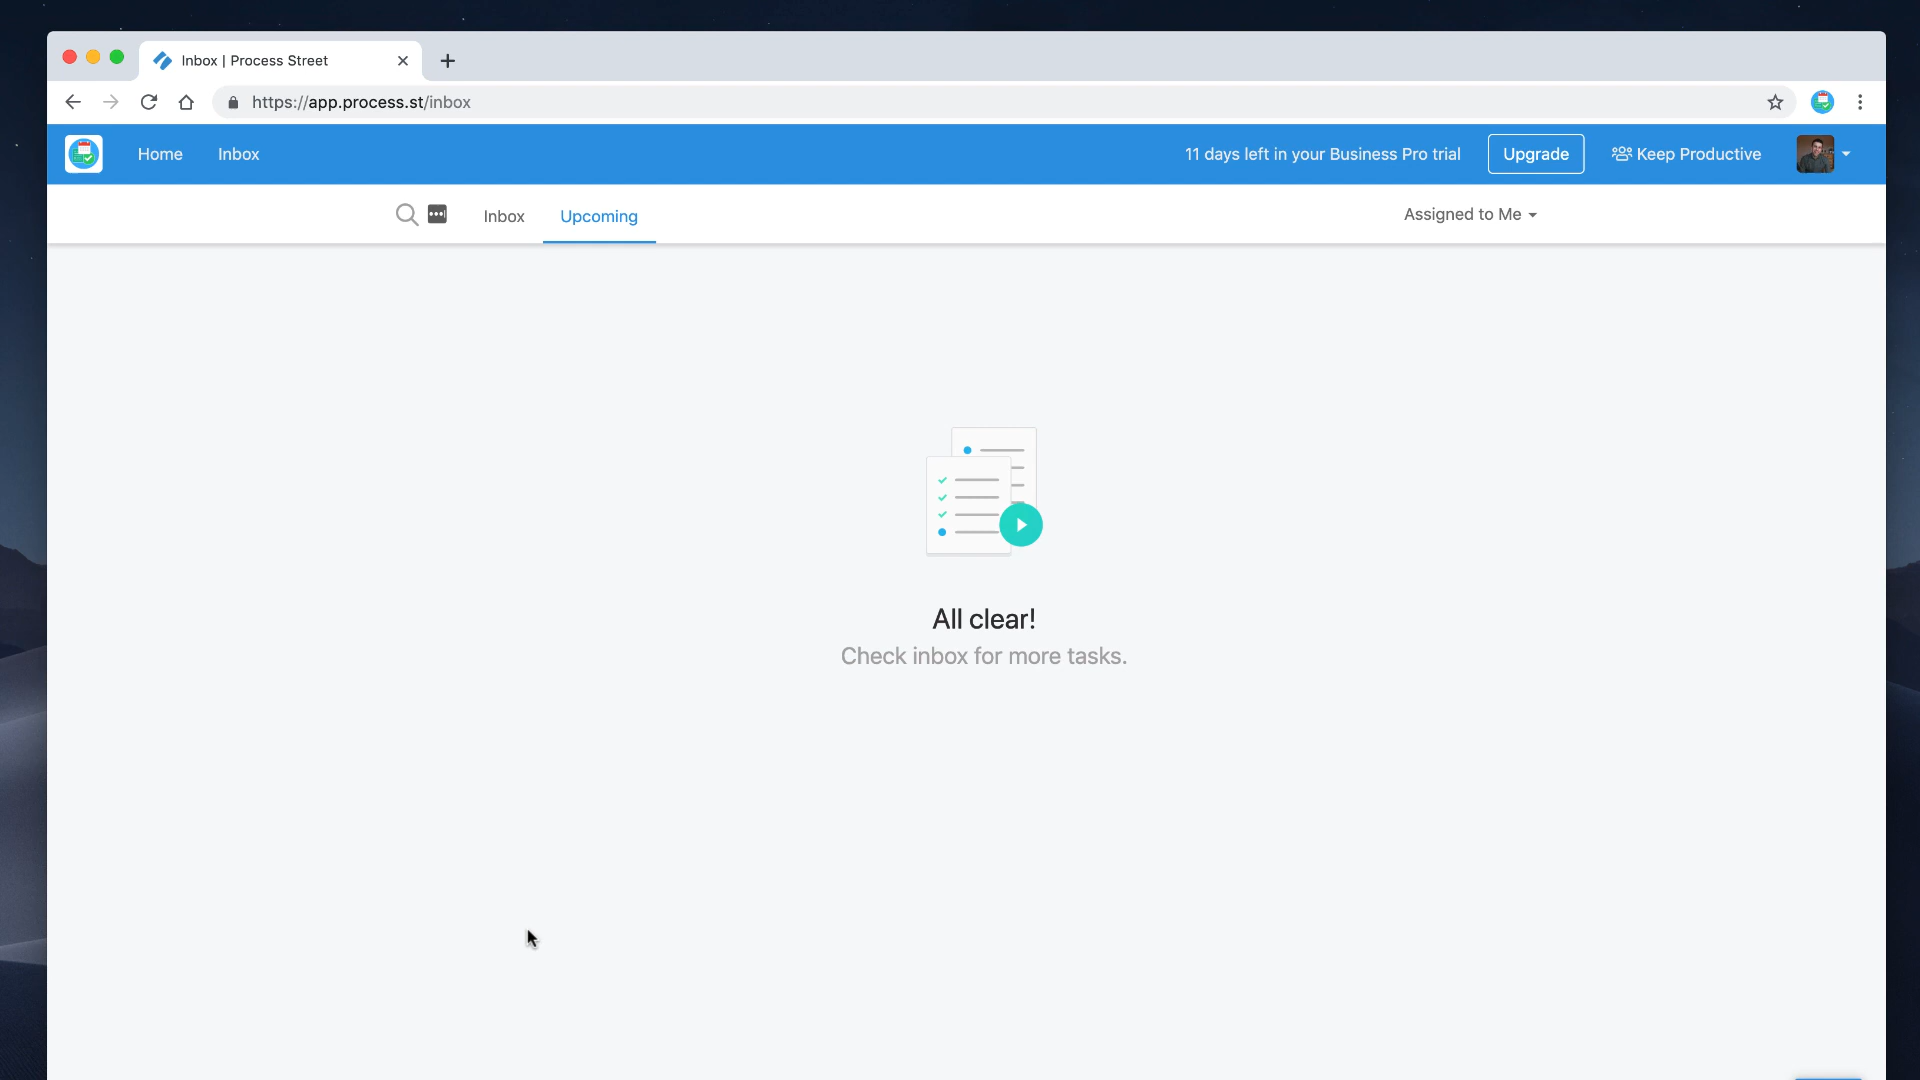 Inbox | Process Street
https://app.process.st/inbox
Home
Inbox
11 days left in your Business Pro trial
Upgrade
Keep Productive
Inbox
Upcoming
Assigned to Me
All clear!
Check inbox for more tasks.